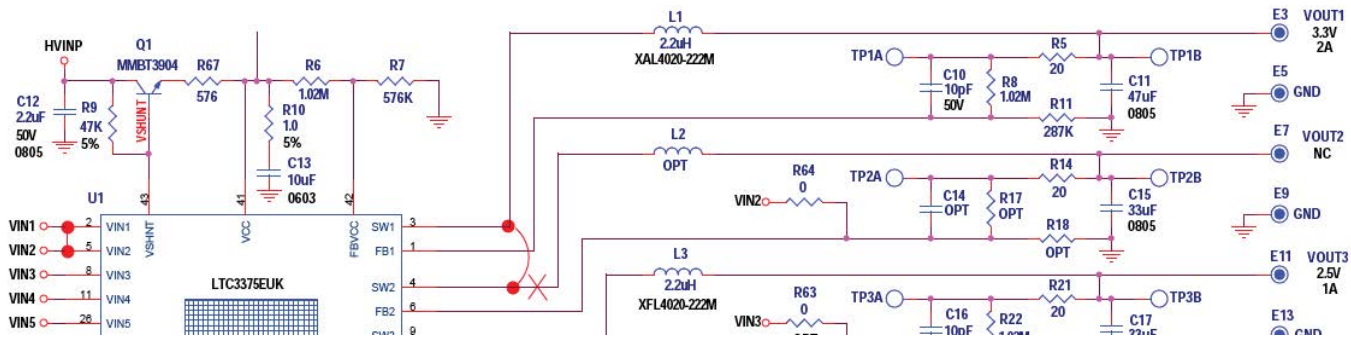 L1
2.2uH
XAL4020-222M
E3 VOUT1
3.3V
2A
HVINP
Q1
MMBT3904
R67
576
R6
1.02M
R7
576K
TP1A
R5
20
TP1B
C12
2.2uF
50V
0805
R9
47K
5%
VSHUNT
R10
1.0
5%
C10
10pF
50V
R8
1.02M
C11
47uF
0805
E5
GND
R11
287K
L2
OPT
E7 VOUT2
NC
C13
10uF
0603
R64
0
TP2A
R14
20
TP2B
U1
43
41
42
VIN2
C14
OPT
R17
OPT
C15
33uF
0805
E9
GND
VIN1 2 VIN1
VSHNT
VCC
FBVCC
SW1 3
VIN2 5 VIN2
FB1 1
R18
OPT
VIN3 8 VIN3
LTC3375EUK
SW2 4
L3
2.2uH
XFL4020-222M
E11 VOUT3
2.5V
1A
VIN4 11 VIN4
FB2 6
R63
0
TP3A
R21
20
TP3B
VIN5 26 VIN5
9
VIN3
C16
10pF
R22
C17
33uF
E13
GND